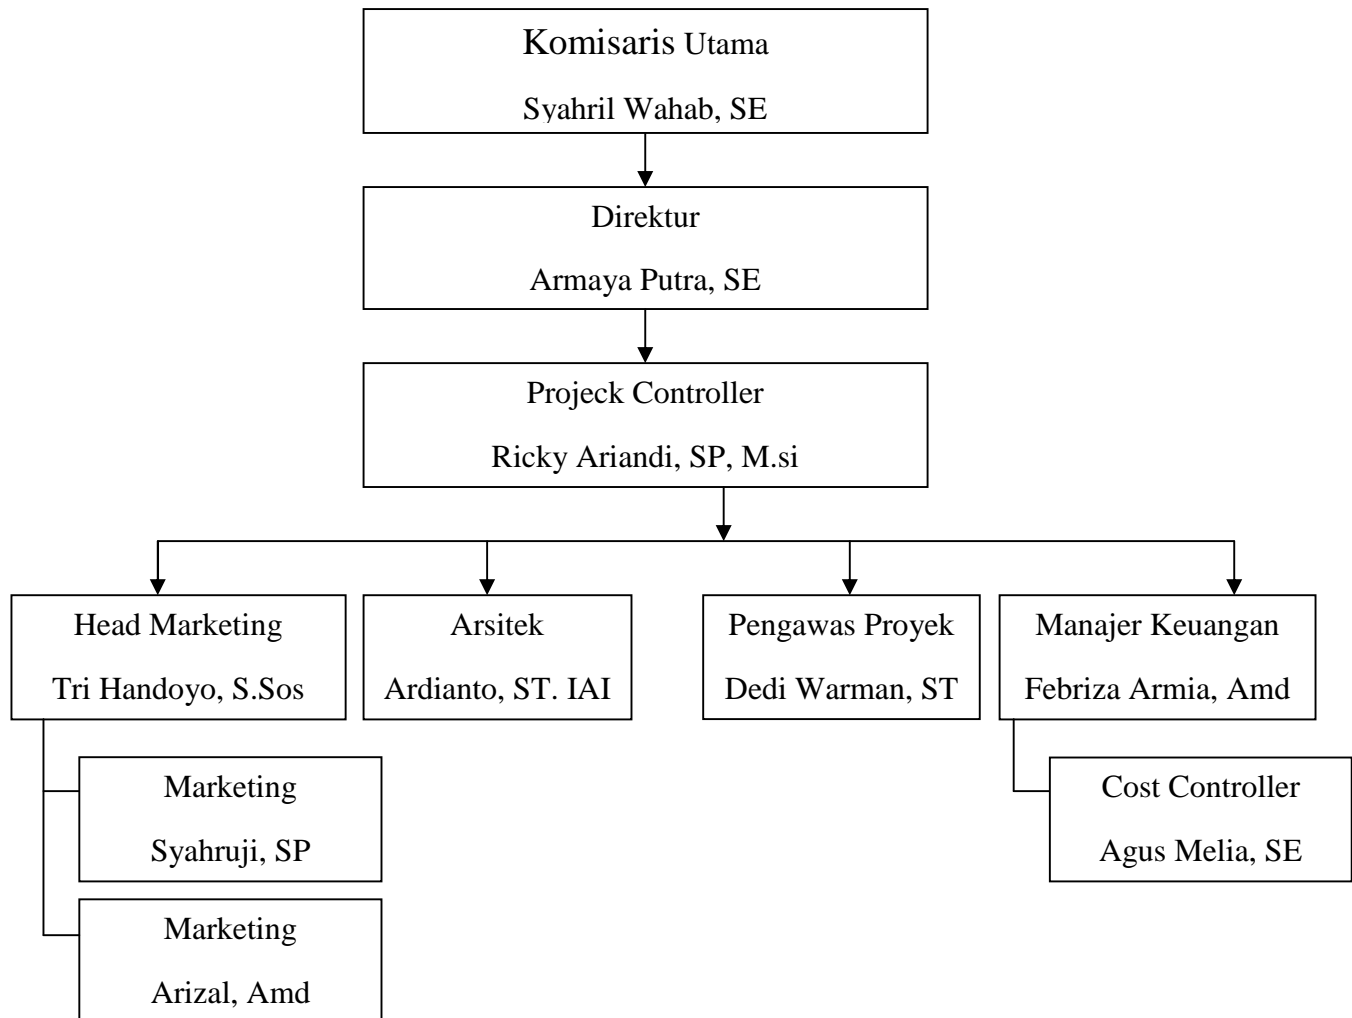 Komisaris Utama
Syahril Wahab, SE
Direktur
Armaya Putra, SE
Projeck Controller
Ricky Ariandi, SP, M.si
Head Marketing
Tri Handoyo, S.Sos
Arsitek
Ardianto, ST. IAI
Pengawas Proyek
Dedi Warman, ST
Manajer Keuangan
Febriza Armia, Amd
Marketing
Syahruji, SP
Cost Controller
Agus Melia, SE
Marketing
Arizal, Amd